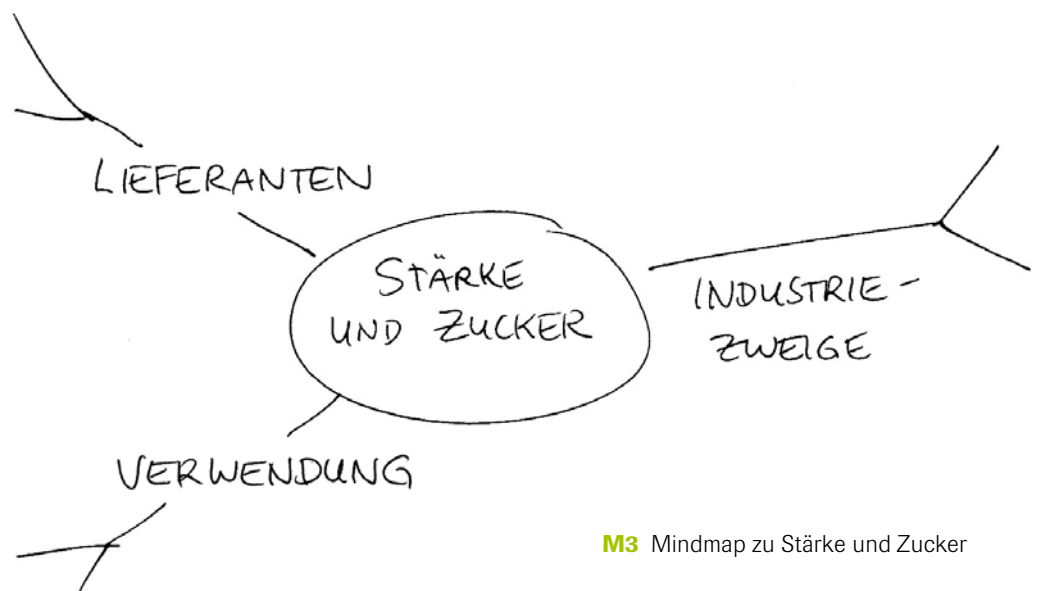 LIEFERANTEN
STÄRKE
UND ZUCKER
INDUSTRIE-
ZWEIGE
VERWENDUNG
M3 Mindmap zu Stärke und Zucker